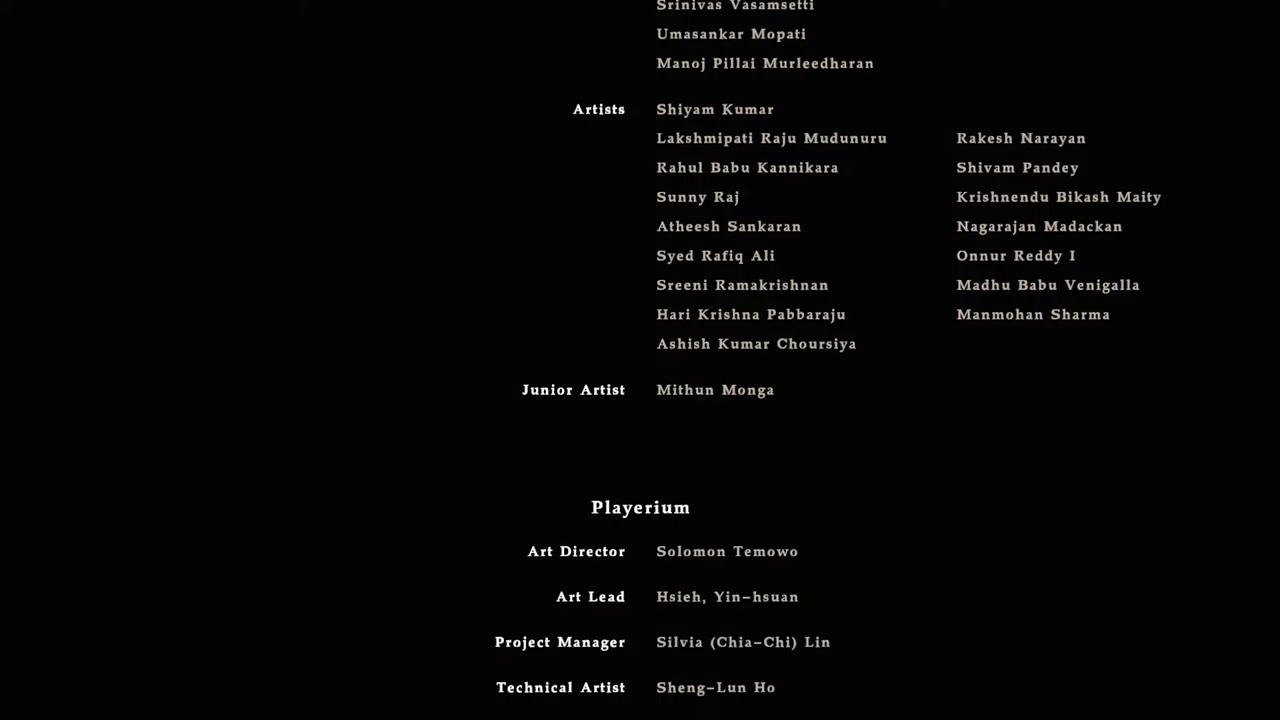 Srinivas Vasamsetti
Umasankar Mopati
Manoj Pillai Murleedharan
Artists Shiyam Kumar
Lakshmipati Raju Mudunuru Rakesh Narayan
Rahul Babu Kannikara Shivam Pandey
Sunny Raj Krishnendu Bikash Maity
Atheesh Sankaran Nagarajan Madackan
Syed Rafiq Ali Onnur Reddy I
Sreeni Ramakrishnan Madhu Babu Venigalla
Hari Krishna Pabbaraju Manmohan Sharma
Ashish Kumar Choursiya
Junior Artist Mithun Monga
Playerium
Art Director Solomon Temowo
Art Lead Hsieh, Yin-hsuan
Project Manager Silvia (Chia-Chi) Lin
Technical Artist Sheng-Lun Ho